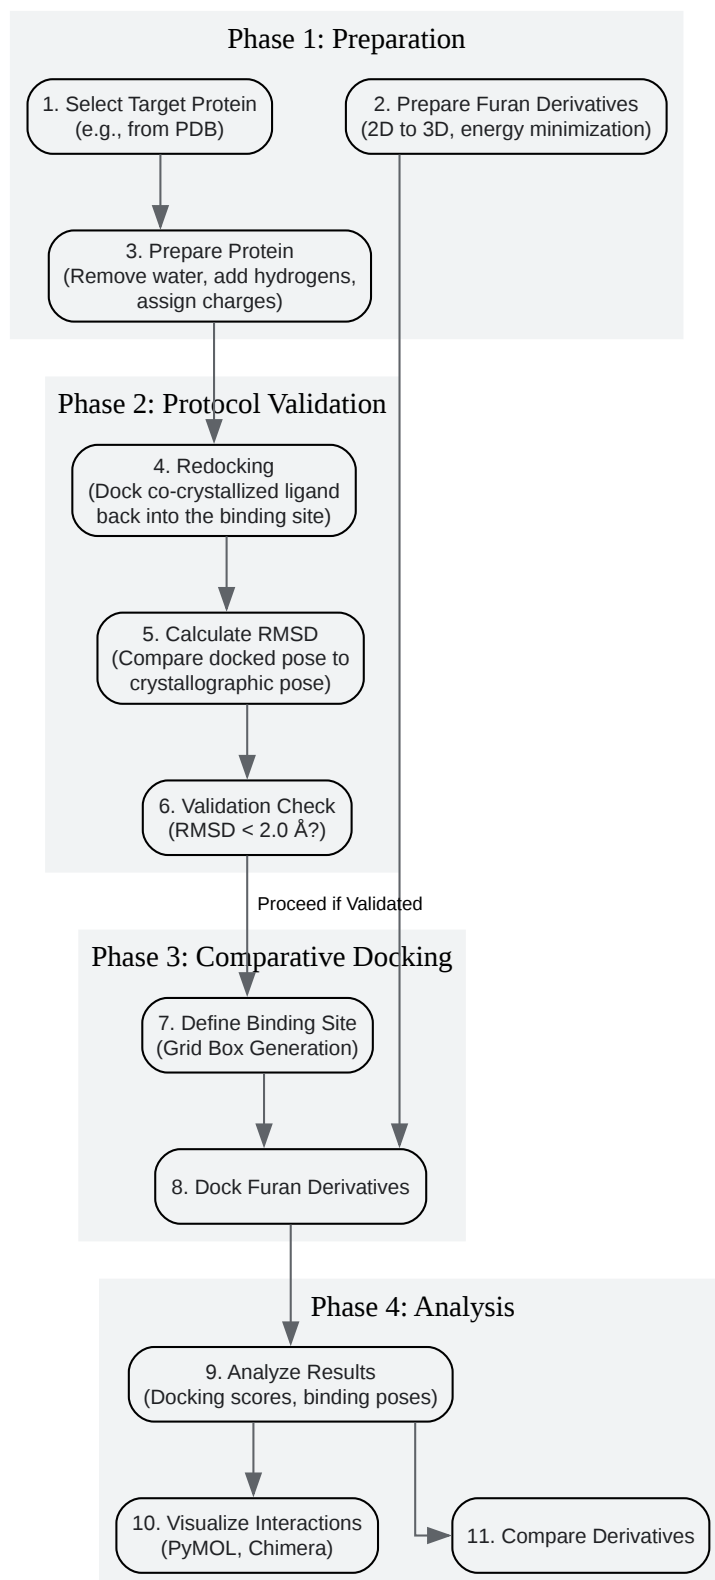 Phase 1: Preparation
1. Select Target Protein
(e.g., from PDB)
2. Prepare Furan Derivatives
(2D to 3D, energy minimization)
3. Prepare Protein
(Remove water, add hydrogens,
assign charges)
Phase 2: Protocol Validation
4. Redocking
(Dock co-crystallized ligand
back into the binding site)
5. Calculate RMSD
(Compare docked pose to
crystallographic pose)
6. Validation Check
(RMSD < 2.0 Å?)
Proceed if Validated
Phase 3: Comparative Docking
7. Define Binding Site
(Grid Box Generation)
8. Dock Furan Derivatives
Phase 4: Analysis
9. Analyze Results
(Docking scores, binding poses)
10. Visualize Interactions
(PyMOL, Chimera)
11. Compare Derivatives